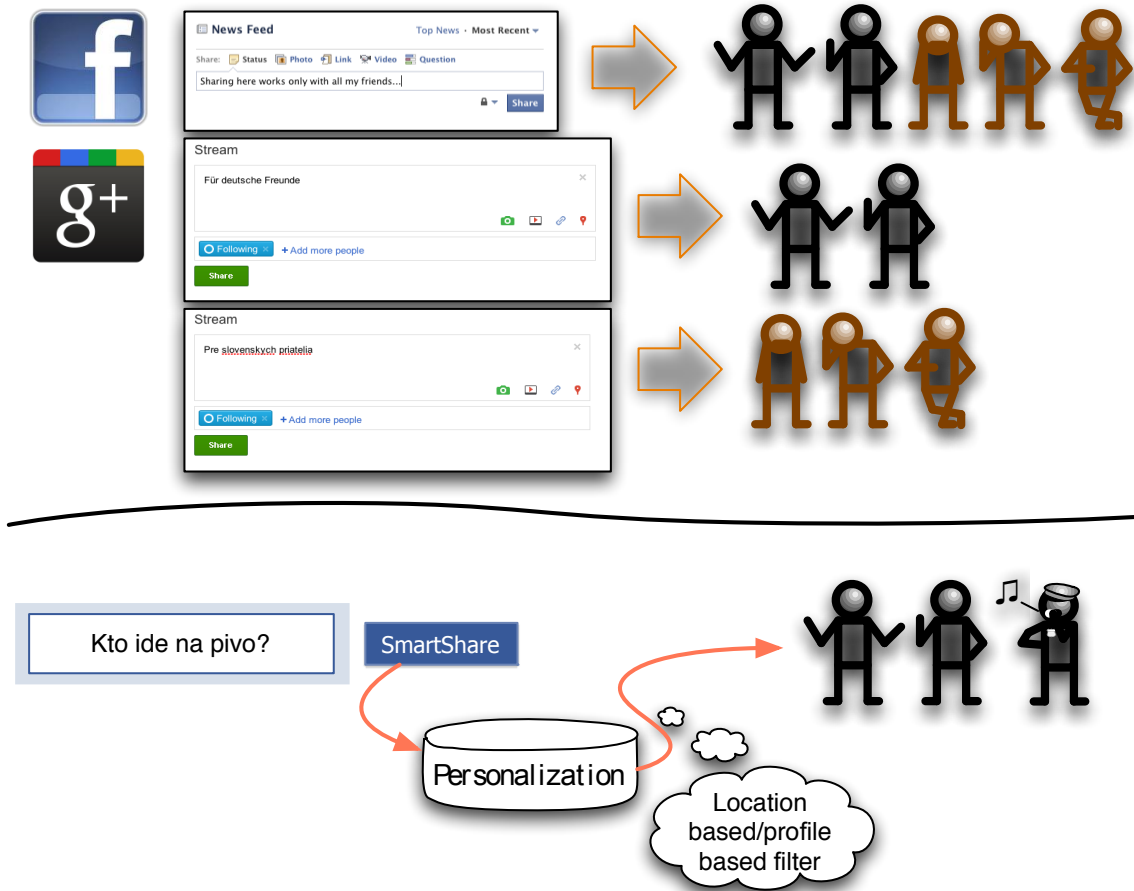 f
News Feed
Top News · Most Recent
Share: Status Photo Link Video Question
Sharing here works only with all my friends...
Share
g+
Stream
Für deutsche Freunde
×
Following × + Add more people
Share
Stream
Pre slovenskych priatelia
×
Following × + Add more people
Share
Kto ide na pivo?
SmartShare
Personalization
Location
based/profile
based filter